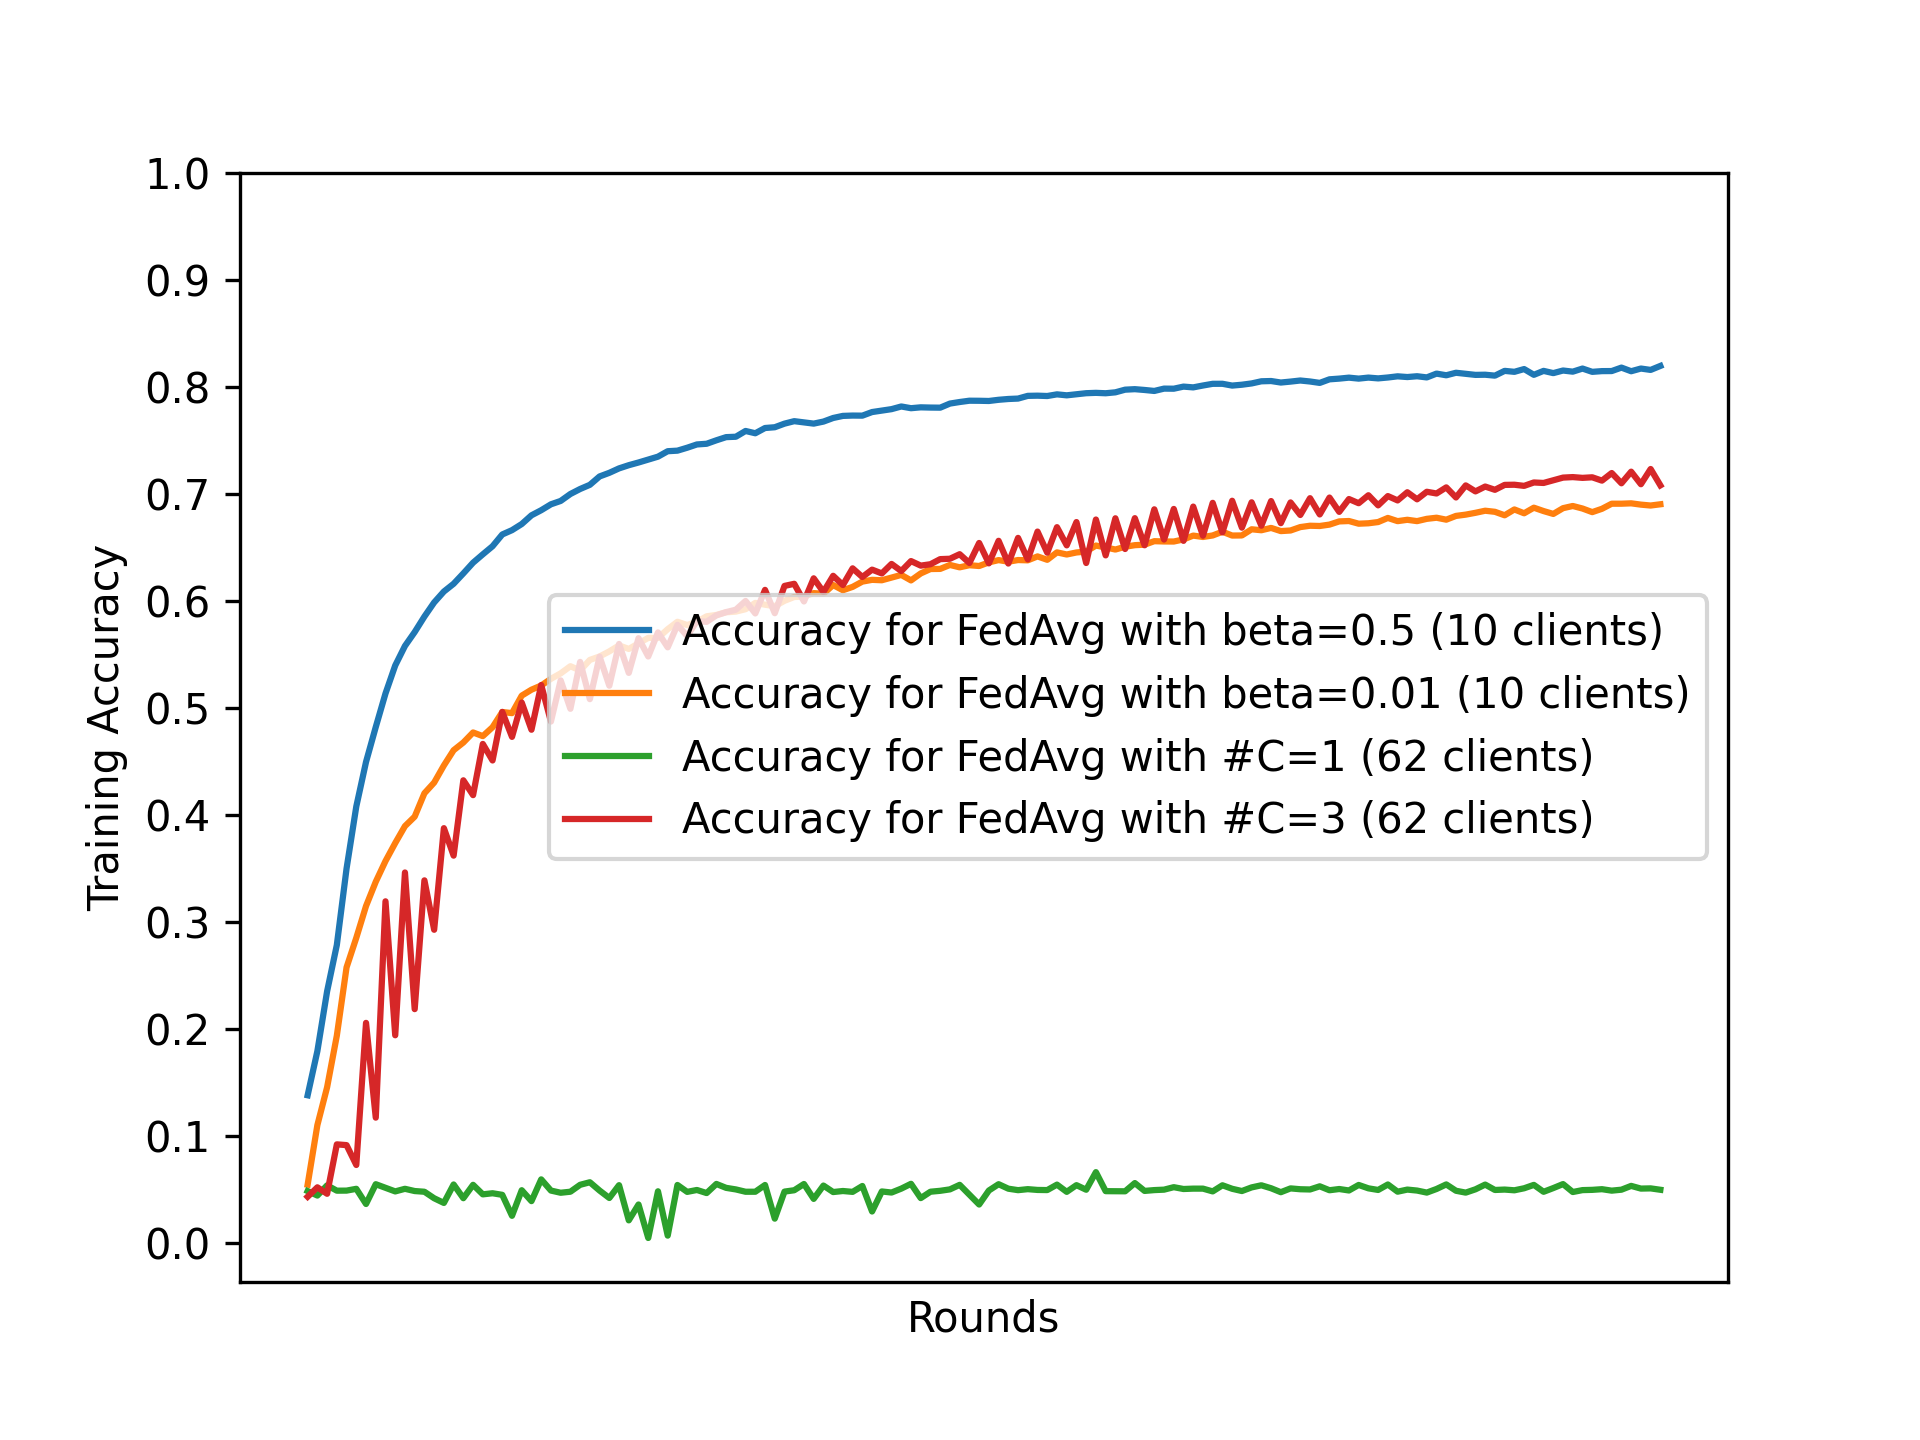 1.0
0.9
0.8
0.7
0.6
0.5
0.4
0.3
0.2
0.1
0.0
Training Accuracy
Accuracy for FedAvg with beta=0.5 (10 clients)
Accuracy for FedAvg with beta=0.01 (10 clients)
Accuracy for FedAvg with #C=1 (62 clients)
Accuracy for FedAvg with #C=3 (62 clients)
Rounds